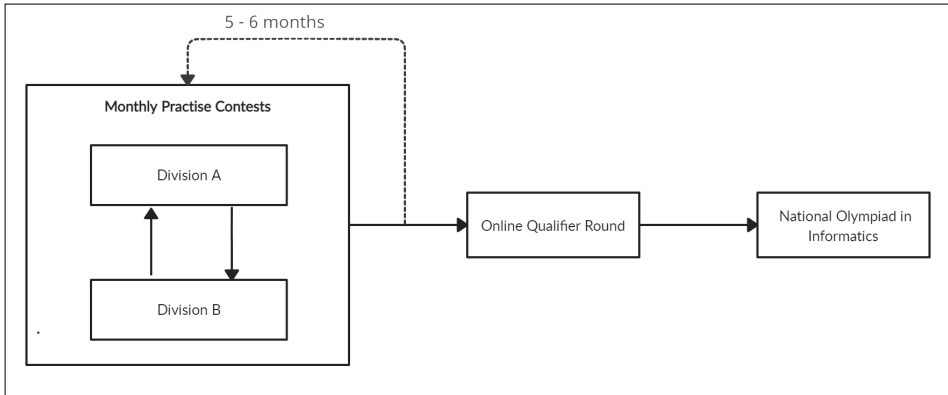 5 - 6 months
Monthly Practise Contests
Division A
Division B
Online Qualifier Round
National Olympiad in
Informatics